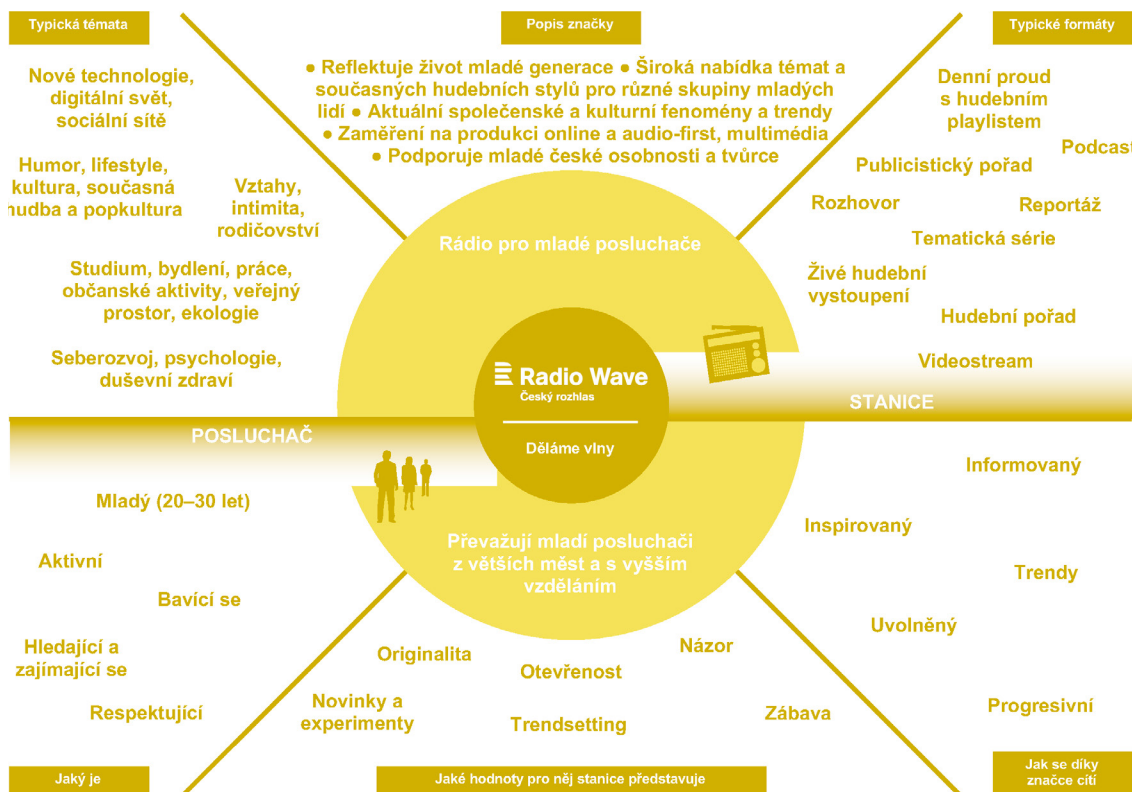 Typická témata
Nové technologie,
digitální svět,
sociální sítě
Humor, lifestyle,
kultura, současná
hudba a popkultura
Vztahy,
intimita,
rodičovství
Studium, bydlení, práce,
občanské aktivity, veřejný
prostor, ekologie
Seberozvoj, psychologie,
duševní zdraví
Popis značky
● Reflektuje život mladé generace ● Široká nabídka témat a
současných hudebních stylů pro různé skupiny mladých
lidí ● Aktuální společenské a kulturní fenomény a trendy
● Zaměření na produkci online a audio-first, multimédia
● Podporuje mladé české osobnosti a tvůrce
Typické formáty
Denní proud
s hudebním
playlistem
Podcast
Publicistický pořad
Rozhovor
Reportáž
Tematická série
Živé hudební
vystoupení
Hudební pořad
Videostream
STANICE
Rádio pro mladé posluchače
Radio Wave
Český rozhlas
Děláme vlny
POSLUCHAČ
Převažují mladí posluchači
z větších měst a s vyšším
vzděláním
Mladý (20–30 let)
Aktivní
Bavící se
Hledající a
zajímající se
Respektující
Jaký je
Originalita
Otevřenost
Názor
Novinky a
experimenty
Trendsetting
Zábava
Jaké hodnoty pro něj stanice představuje
Informovaný
Inspirovaný
Trendy
Uvolněný
Progresivní
Jak se díky
značce cítí